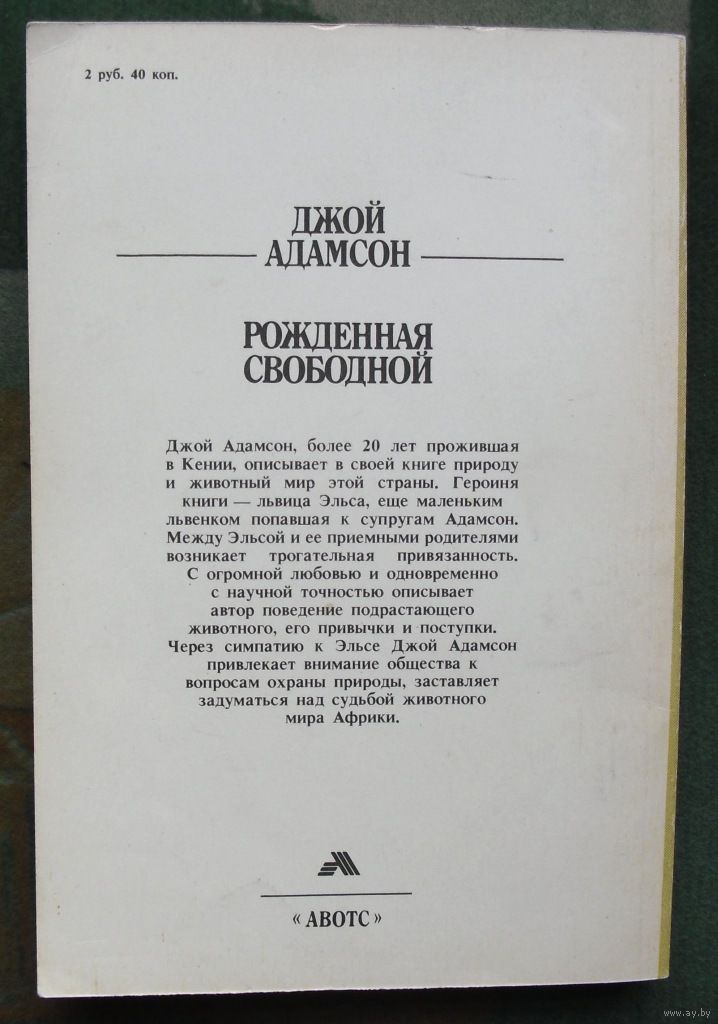 2 руб. 40 коп.
ДЖОЙ
АДАМСОН
РОЖДЕННАЯ
СВОБОДНОЙ
Джой Адамсон, более 20 лет прожившая
в Кении, описывает в своей книге природу
и животный мир этой страны. Героиня
книги — львица Эльса, еще маленьким
львенком попавшая к супругам Адамсон.
Между Эльсой и ее приемными родителями
возникает трогательная привязанность.
С огромной любовью и одновременно
с научной точностью описывает
автор поведение подрастающего
животного, его привычки и поступки.
Через симпатию к Эльсе Джой Адамсон
привлекает внимание общества к
вопросам охраны природы, заставляет
задуматься над судьбой животного
мира Африки.
«АВОТС»
www.ay.by